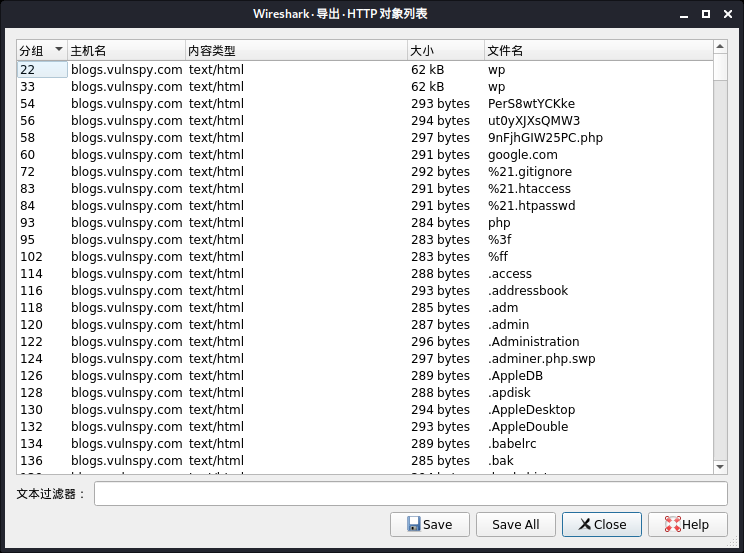 Wireshark · 导出 · HTTP 对象列表
分组 主机名 内容类型 大小 文件名
22 blogs.vulnspy.com text/html 62 kB wp
33 blogs.vulnspy.com text/html 62 kB wp
54 blogs.vulnspy.com text/html 293 bytes PerS8wtYCKke
56 blogs.vulnspy.com text/html 294 bytes ut0yXJXsQMW3
58 blogs.vulnspy.com text/html 297 bytes 9nFjhGIW25PC.php
60 blogs.vulnspy.com text/html 291 bytes google.com
72 blogs.vulnspy.com text/html 292 bytes %21.gitignore
83 blogs.vulnspy.com text/html 291 bytes %21.htaccess
84 blogs.vulnspy.com text/html 291 bytes %21.htpasswd
93 blogs.vulnspy.com text/html 284 bytes php
95 blogs.vulnspy.com text/html 283 bytes %3f
102 blogs.vulnspy.com text/html 283 bytes %ff
114 blogs.vulnspy.com text/html 288 bytes .access
116 blogs.vulnspy.com text/html 293 bytes .addressbook
118 blogs.vulnspy.com text/html 285 bytes .adm
120 blogs.vulnspy.com text/html 287 bytes .admin
122 blogs.vulnspy.com text/html 296 bytes .Administration
124 blogs.vulnspy.com text/html 297 bytes .adminer.php.swp
126 blogs.vulnspy.com text/html 289 bytes .AppleDB
128 blogs.vulnspy.com text/html 288 bytes .apdisk
130 blogs.vulnspy.com text/html 294 bytes .AppleDesktop
132 blogs.vulnspy.com text/html 293 bytes .AppleDouble
134 blogs.vulnspy.com text/html 289 bytes .babelrc
136 blogs.vulnspy.com text/html 285 bytes .bak
文本过滤器：
Save Save All Close Help